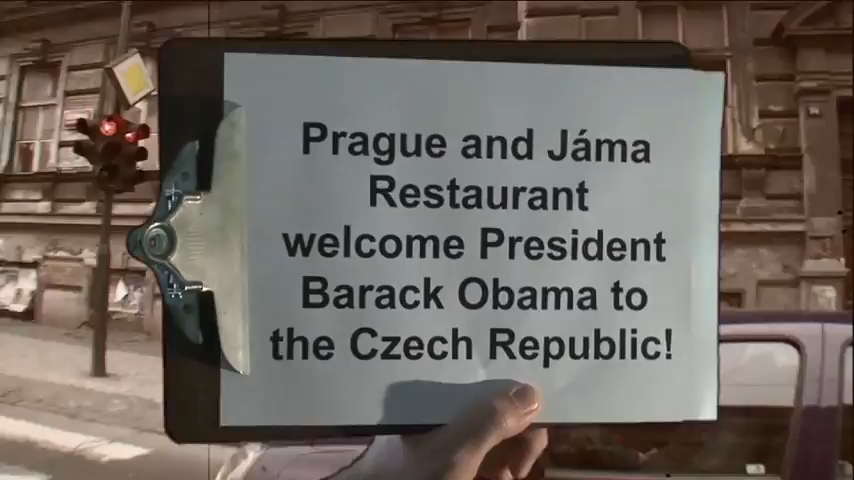 Prague and Jáma
Restaurant
welcome President
Barack Obama to
the Czech Republic!